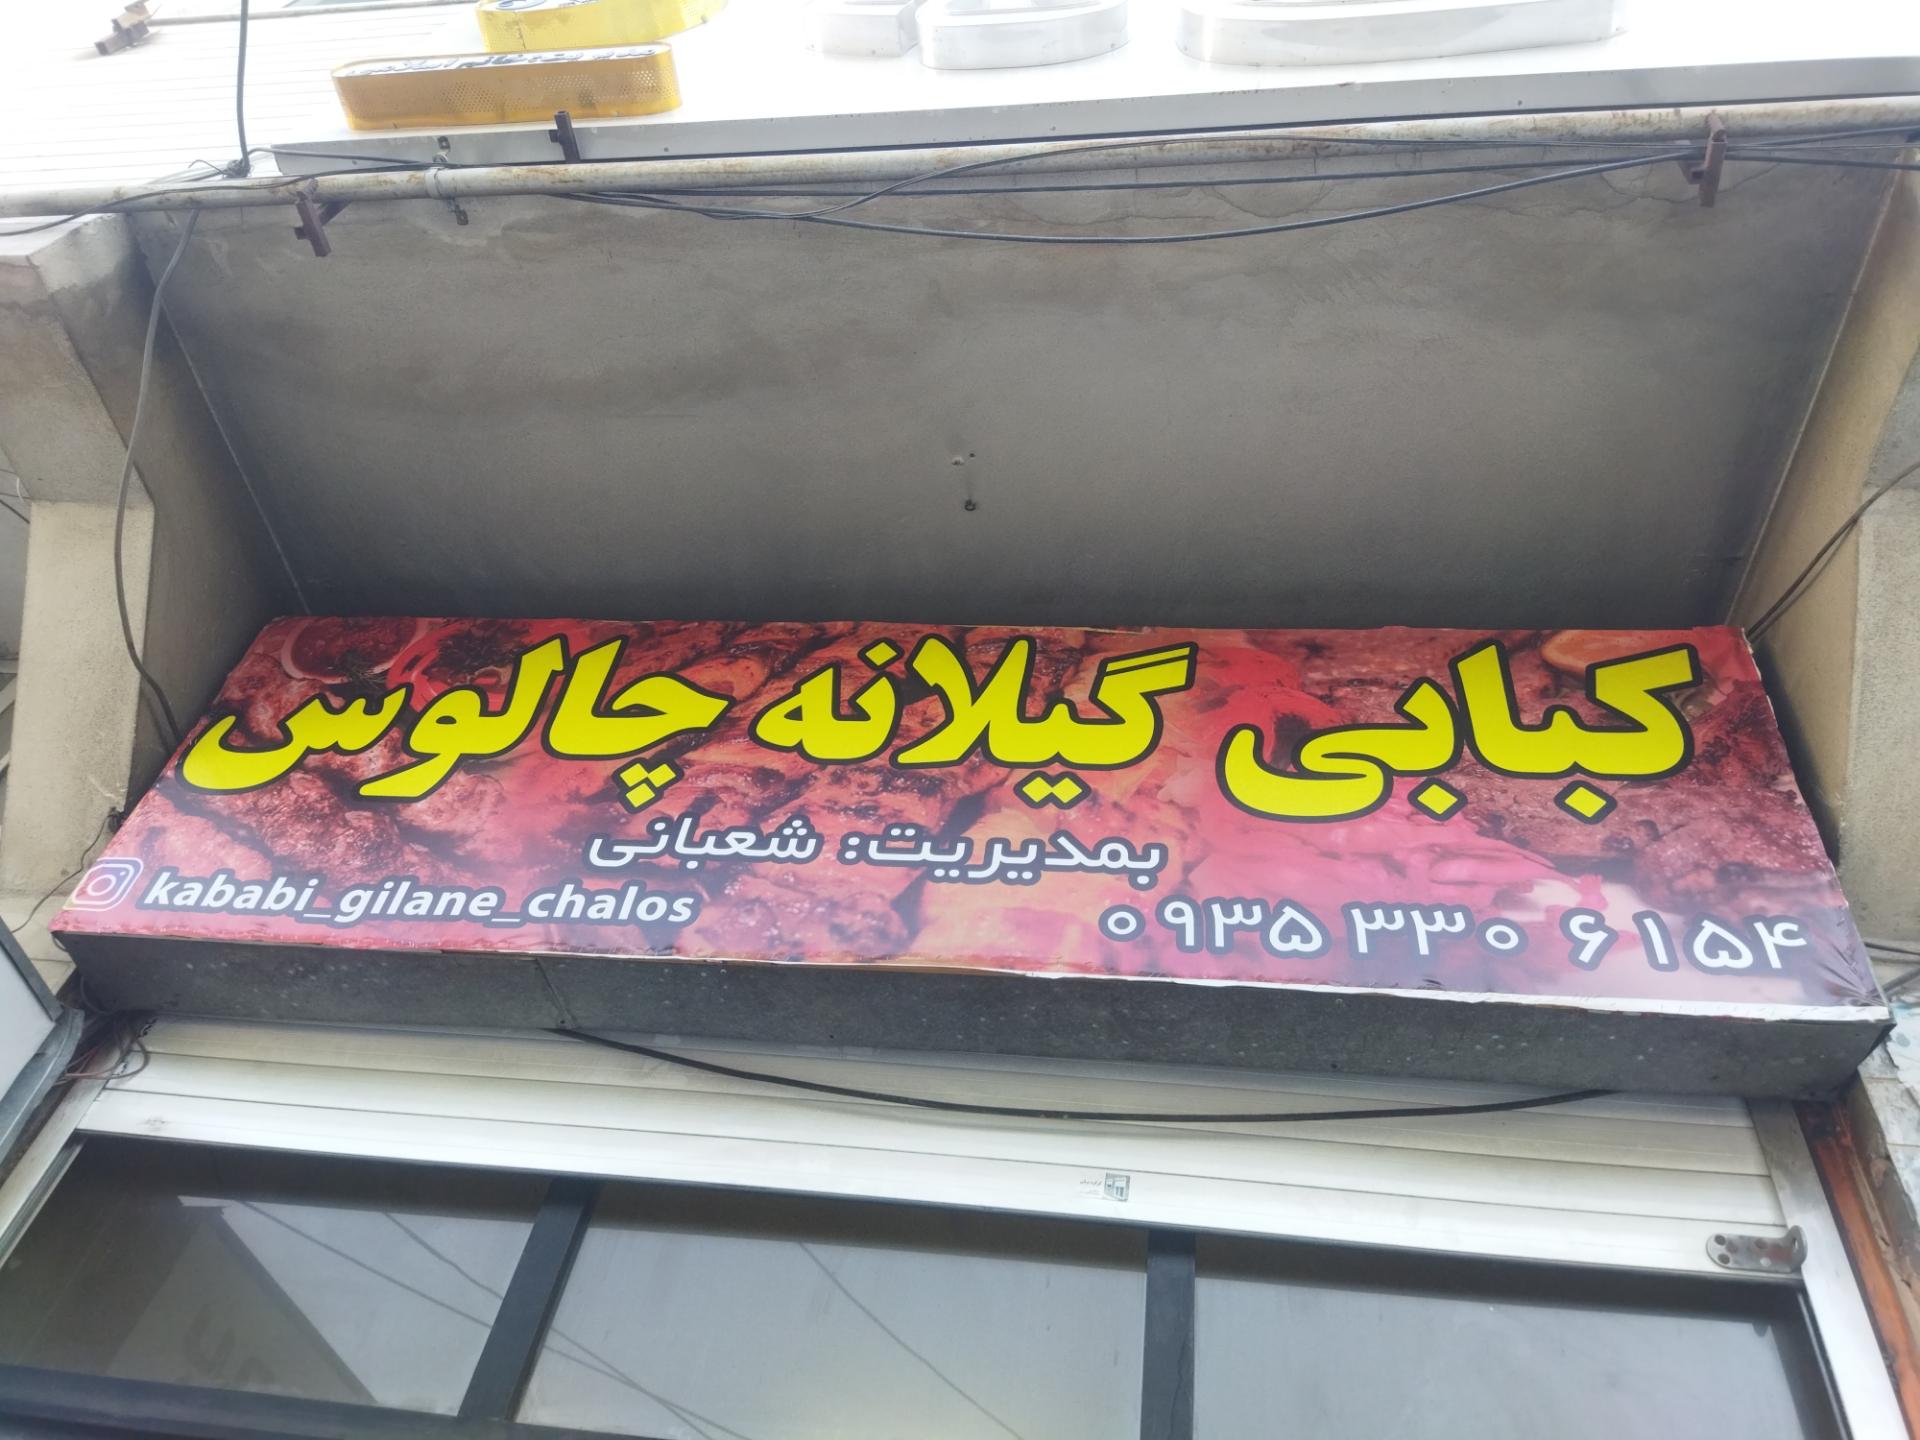 کبابی گیلانه چالوس
بمدیریت: شعبانی
۰۹۳۵ ۳۳۰ ۶۱۵۴
kababi_gilane_chalos